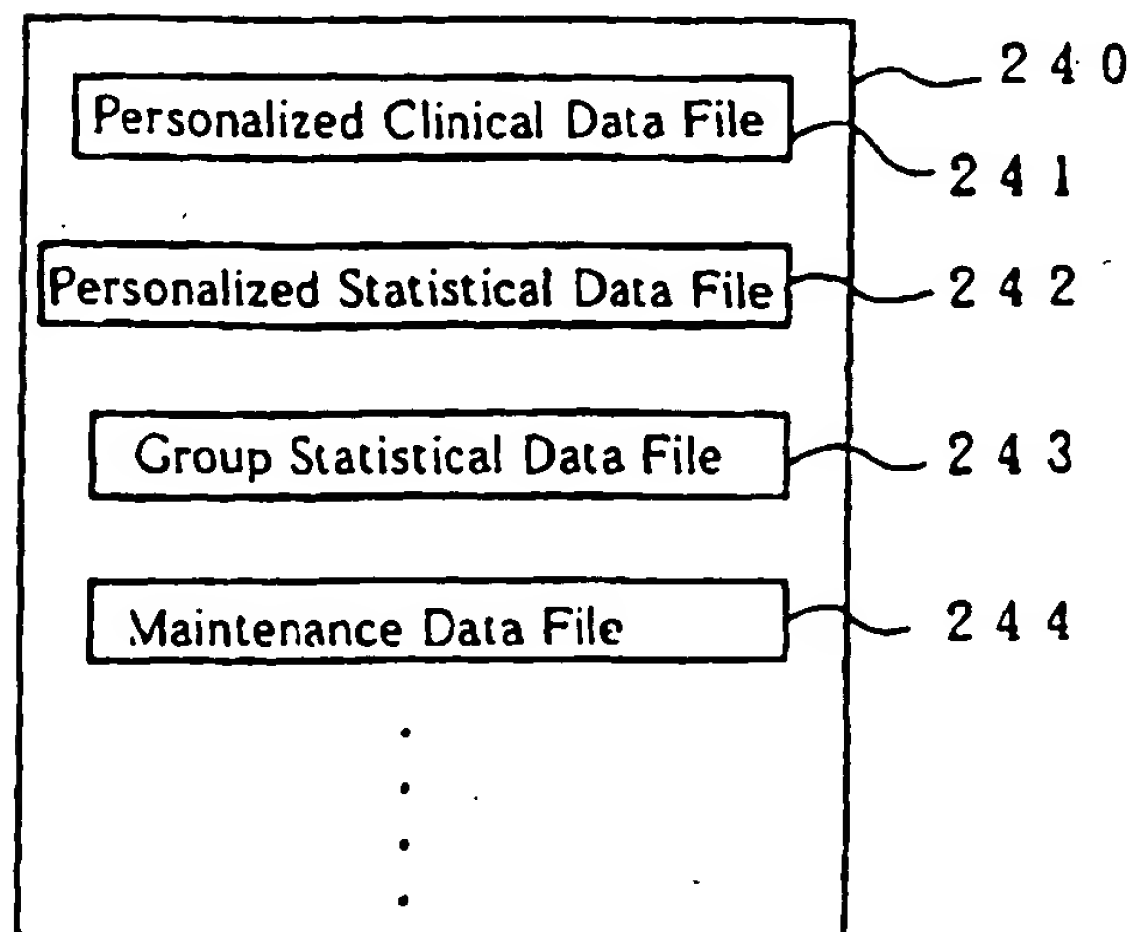 240
Personalized Clinical Data File
241
Personalized Statistical Data File
242
Group Statistical Data File
243
Maintenance Data File
244